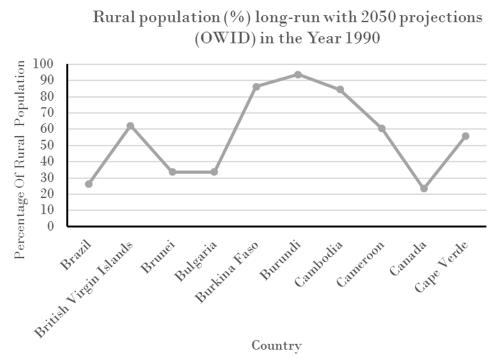 Rural population (%) long-run with 2050 projections
(OWID) in the Year 1990
Percentage Of Rural Population
100
90
80
70
60
50
40
30
20
10
0
Brazil
British Virgin Islands
Brunei
Bulgaria
Burkina Faso
Burundi
Cambodia
Cameroon
Canada
Cape Verde
Country